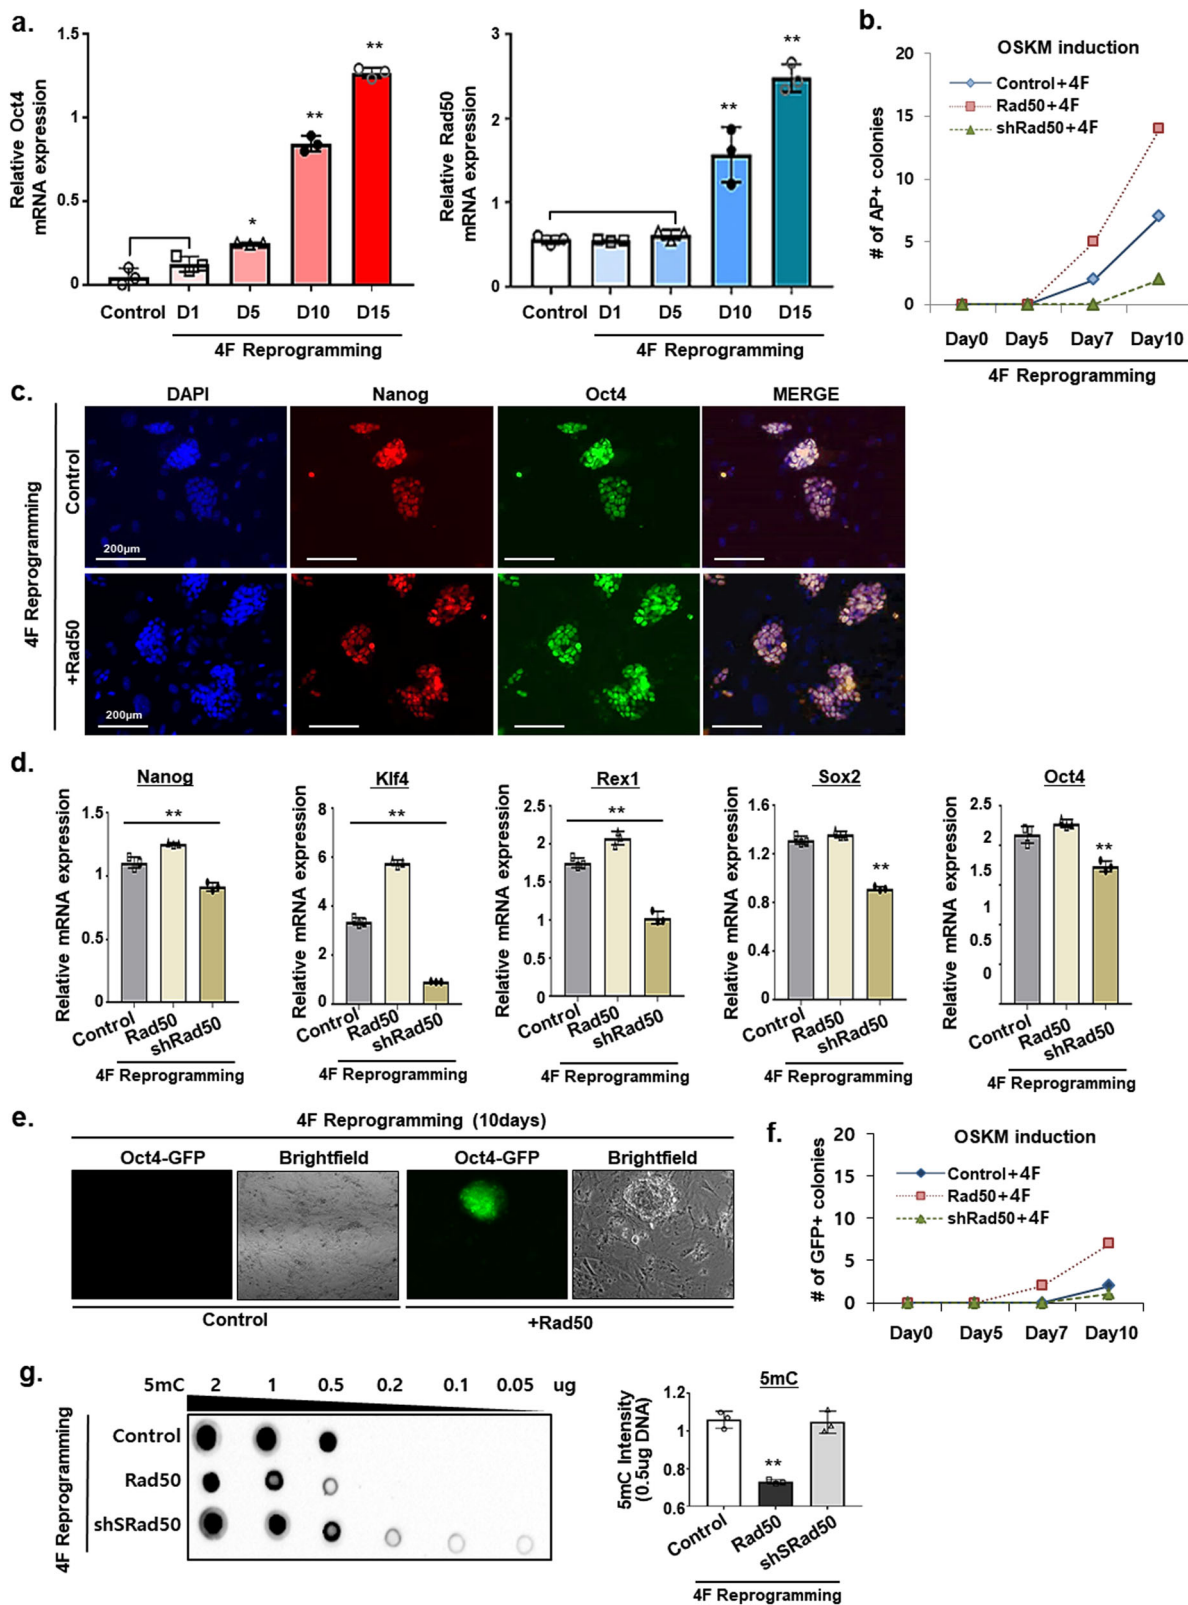 a.
Relative Oct4
mRNA expression
1.5
1
0.5
0
*
**
**
Control D1 D5 D10 D15
4F Reprogramming
Relative Rad50
mRNA expression
3
2
1
0
**
**
Control D1 D5 D10 D15
4F Reprogramming
b.
OSKM induction
# of AP+ colonies
20
15
10
5
0
Control+4F
Rad50+4F
shRad50+4F
Day0 Day5 Day7 Day10
4F Reprogramming
c.
DAPI Nanog Oct4 MERGE
4F Reprogramming
Control
200µm
+Rad50
200µm
d.
Nanog
Relative mRNA expression
1.5
1
0.5
0
**
Control Rad50 shRad50
4F Reprogramming
Klf4
Relative mRNA expression
8
6
4
2
0
**
Control Rad50 shRad50
4F Reprogramming
Rex1
Relative mRNA expression
2.5
2
1.5
1
0.5
0
**
Control Rad50 shRad50
4F Reprogramming
Sox2
Relative mRNA expression
1.6
1.2
0.8
0.4
0
**
Control Rad50 shRad50
4F Reprogramming
Oct4
Relative mRNA expression
2.5
2
1.5
1
0.5
0
**
Control Rad50 shRad50
4F Reprogramming
e.
4F Reprogramming (10days)
Oct4-GFP Brightfield Oct4-GFP Brightfield
Control +Rad50
f.
OSKM induction
# of GFP+ colonies
20
15
10
5
0
Control+4F
Rad50+4F
shRad50+4F
Day0 Day5 Day7 Day10
g.
5mC 2 1 0.5 0.2 0.1 0.05 ug
4F Reprogramming
Control
Rad50
shSRad50
5mC
5mC Intensity
(0.5ug DNA)
1.2
1
0.8
0.6
**
Control Rad50 shSRad50
4F Reprogramming